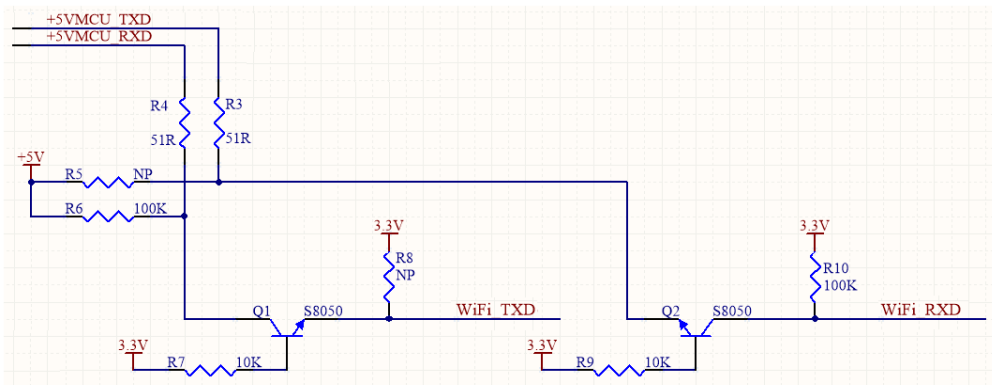 +5VMCU_TXD
+5VMCU_RXD
R4
R3
51R
51R
+5V
R5
NP
R6
100K
3.3V
R8
NP
3.3V
R10
100K
Q1
S8050
WiFi_TXD
Q2
S8050
WiFi_RXD
3.3V
R7
10K
3.3V
R9
10K